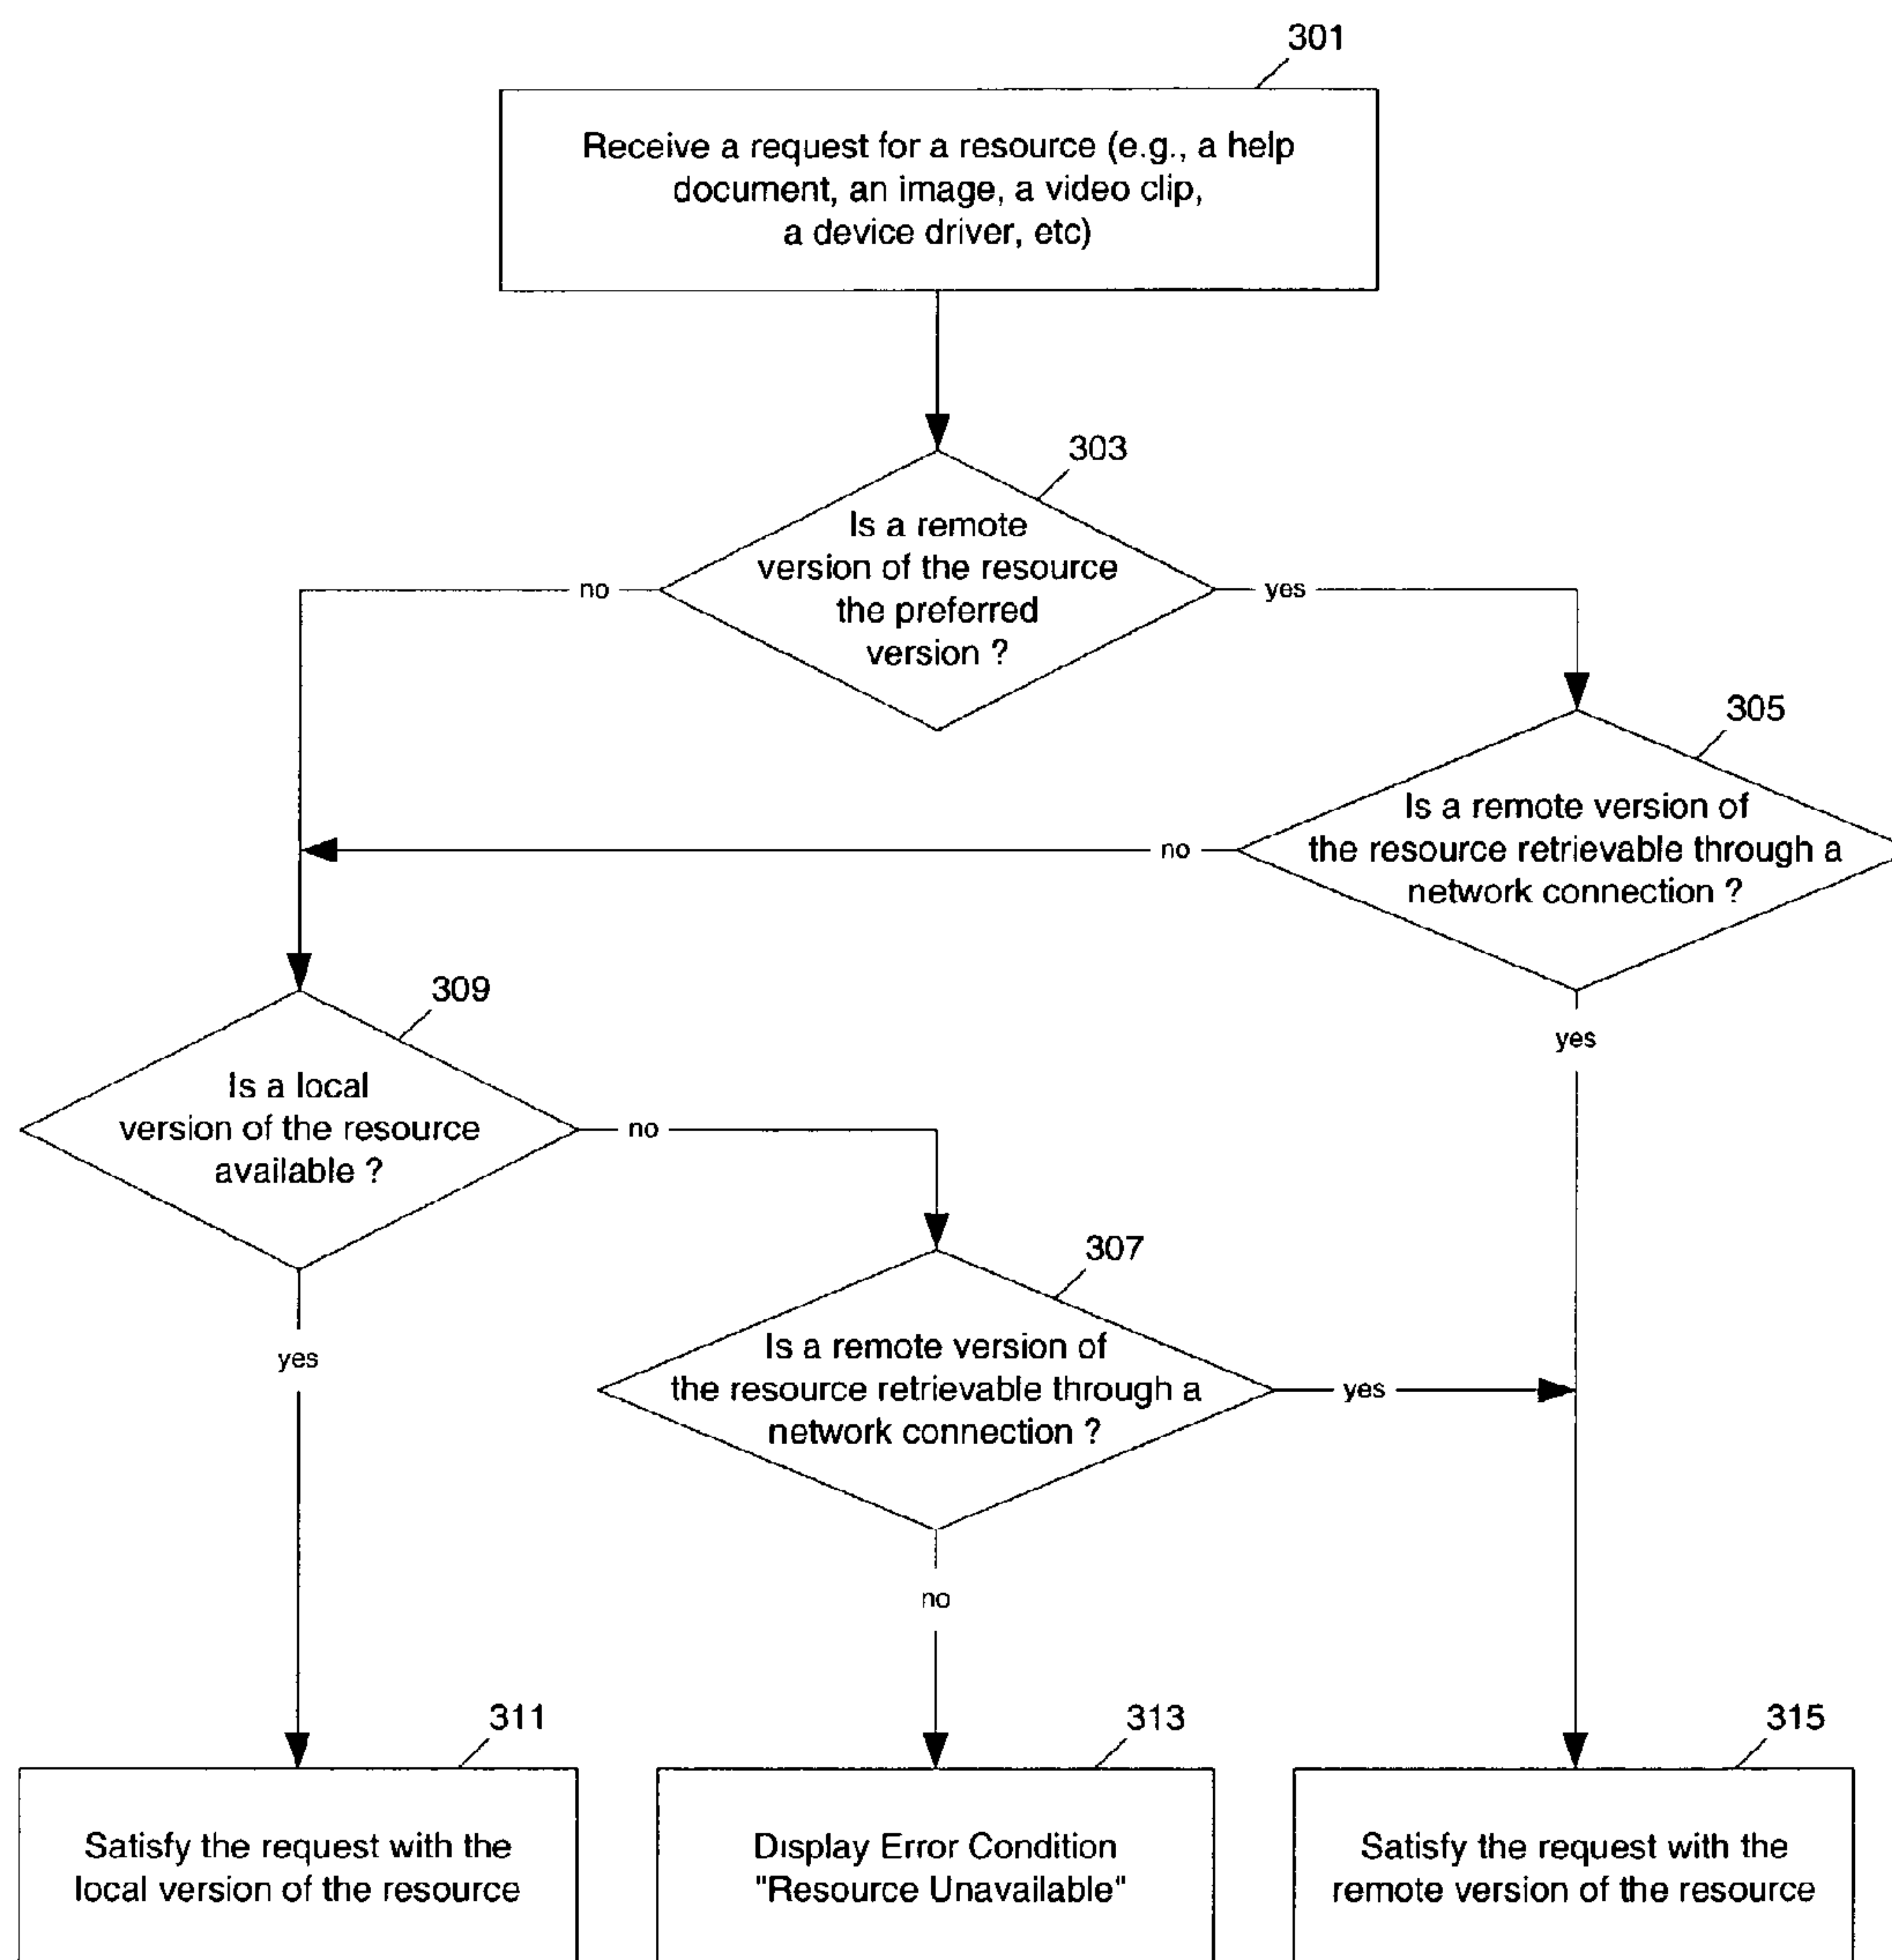 301
Receive a request for a resource (e.g., a help
document, an image, a video clip,
a device driver, etc)
303
Is a remote
version of the resource
the preferred
version ?
no
yes
305
Is a remote version of
the resource retrievable through a
network connection ?
no
yes
309
Is a local
version of the resource
available ?
no
yes
307
Is a remote version of
the resource retrievable through a
network connection ?
yes
no
311
Satisfy the request with the
local version of the resource
313
Display Error Condition
"Resource Unavailable"
315
Satisfy the request with the
remote version of the resource